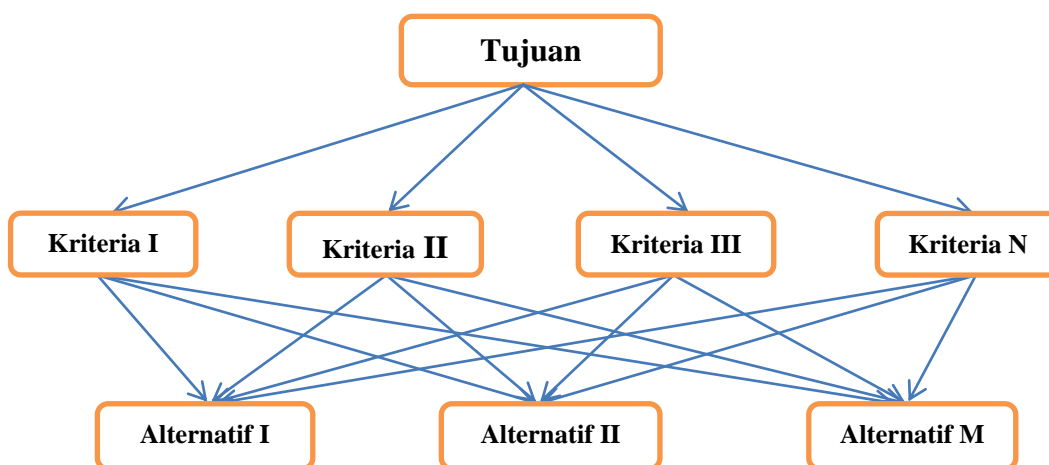 Tujuan
Kriteria I
Kriteria II
Kriteria III
Kriteria N
Alternatif I
Alternatif II
Alternatif M